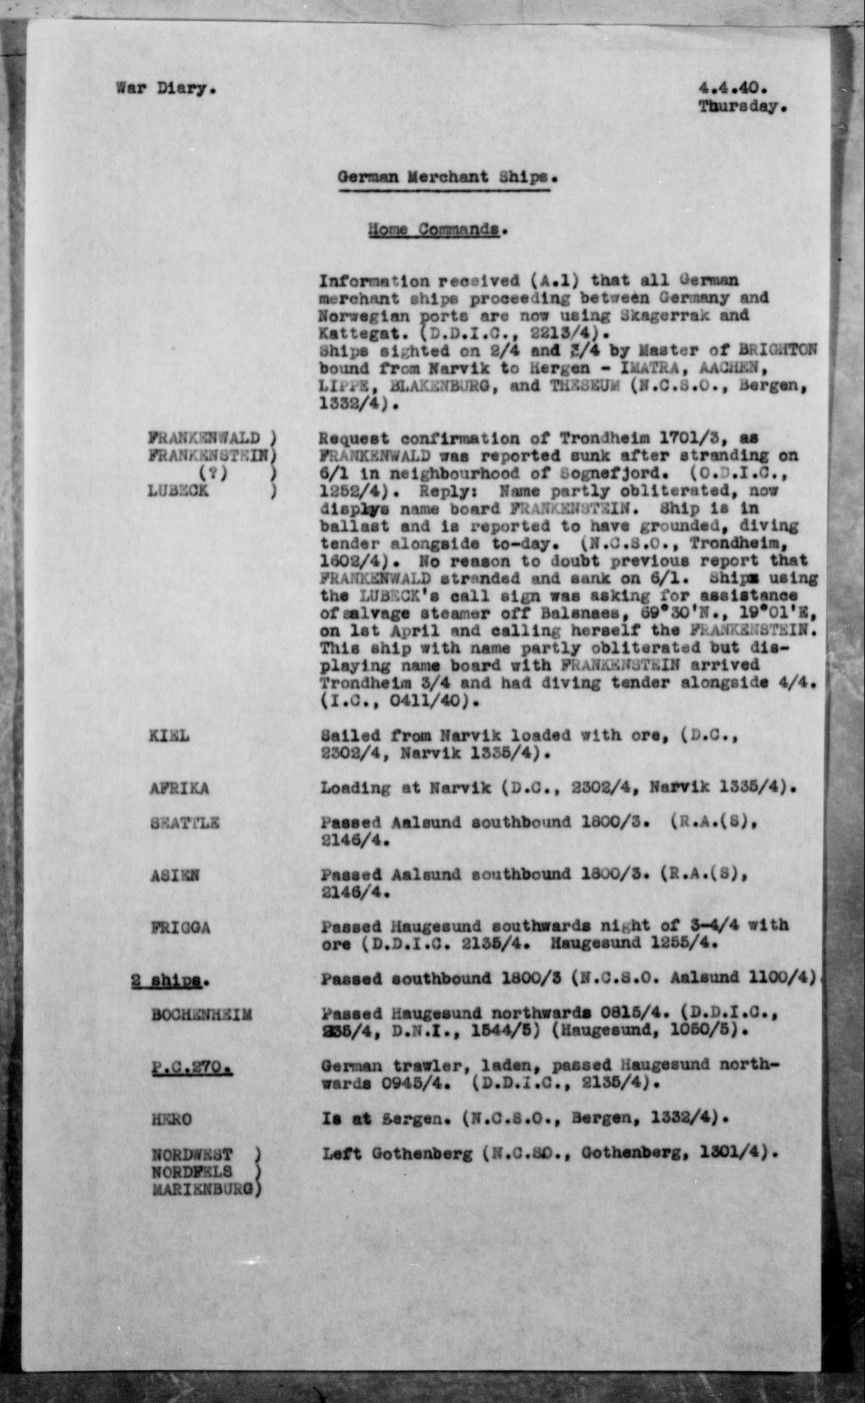 War Diary.
4.4.40.
Thursday.
German Merchant Ships.
Home Commands.
Information received (A.1) that all German
merchant ships proceeding between Germany and
Norwegian ports are now using Skagerrak and
Kattegat. (D.D.I.C., 2213/4).
Ships sighted on 2/4 and 3/4 by Master of BRIGHTON
bound from Narvik to Bergen - IMATRA, AACHEN,
LIPPE, BLAKENBURG, and THESEUM (N.C.S.O., Bergen,
1332/4).
FRANKENWALD ) Request confirmation of Trondheim 1701/3, as
FRANKENSTEIN) FRANKENWALD was reported sunk after stranding on
(?) ) 6/1 in neighbourhood of Sognefjord. (O.D.I.C.,
LUBECK ) 1252/4). Reply: Name partly obliterated, now
displys name board FRANKENSTEIN. Ship is in
ballast and is reported to have grounded, diving
tender alongside to-day. (N.C.S.O., Trondheim,
1602/4). No reason to doubt previous report that
FRANKENWALD stranded and sank on 6/1. Ship using
the LUBECK's call sign was asking for assistance
of salvage steamer off Balsnaes, 69°30'N., 19°01'E,
on 1st April and calling herself the FRANKENSTEIN.
This ship with name partly obliterated but dis-
playing name board with FRANKENSTEIN arrived
Trondheim 3/4 and had diving tender alongside 4/4.
(I.C., 0411/40).
KIEL Sailed from Narvik loaded with ore, (D.C.,
2302/4, Narvik 1335/4).
AFRIKA Loading at Narvik (D.C., 2302/4, Narvik 1335/4).
SEATTLE Passed Aalsund southbound 1800/3. (R.A.(S),
2146/4.
ASIEN Passed Aalsund southbound 1800/3. (R.A.(S),
2146/4.
FRIGGA Passed Haugesund southwards night of 3-4/4 with
ore (D.D.I.C. 2135/4. Haugesund 1255/4.
2 ships. Passed southbound 1800/3 (N.C.S.O. Aalsund 1100/4)
BOCHENHEIM Passed Haugesund northwards 0815/4. (D.D.I.C.,
D.N.I., 1544/5) (Haugesund, 1050/5).
P.C.270. German trawler, laden, passed Haugesund north-
wards 0945/4. (D.D.I.C., 2135/4).
HERO Is at Bergen. (N.C.S.O., Bergen, 1332/4).
NORDWEST ) Left Gothenberg (N.C.SO., Gothenberg, 1301/4).
NORDFELS )
MARIENBURG)